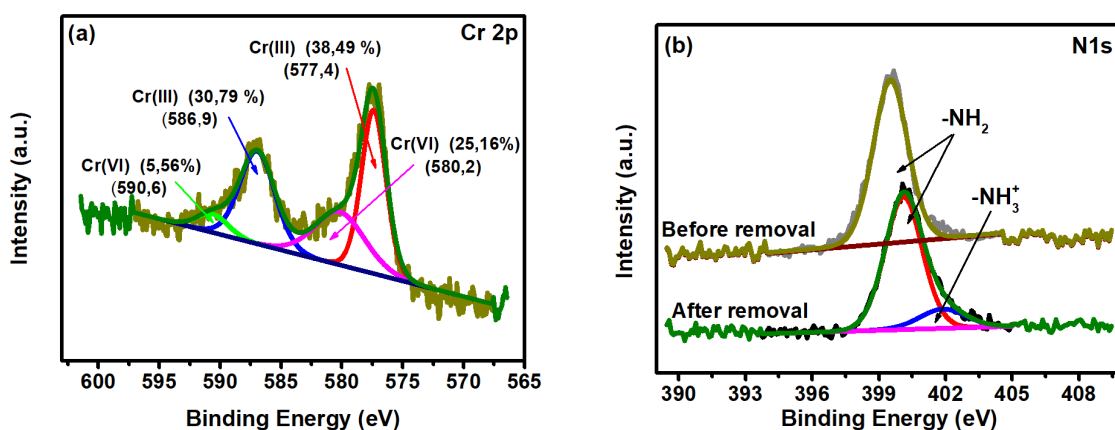 (a)
Cr 2p
Cr(III) (38,49 %)
(577,4)
Cr(III) (30,79 %)
(586,9)
Cr(VI) (25,16%)
(580,2)
Cr(VI) (5,56%)
(590,6)
Intensity (a.u.)
600 595 590 585 580 575 570 565
Binding Energy (eV)
(b)
N1s
-NH2
-NH3+
Before removal
After removal
Intensity (a.u.)
390 393 396 399 402 405 408
Binding Energy (eV)